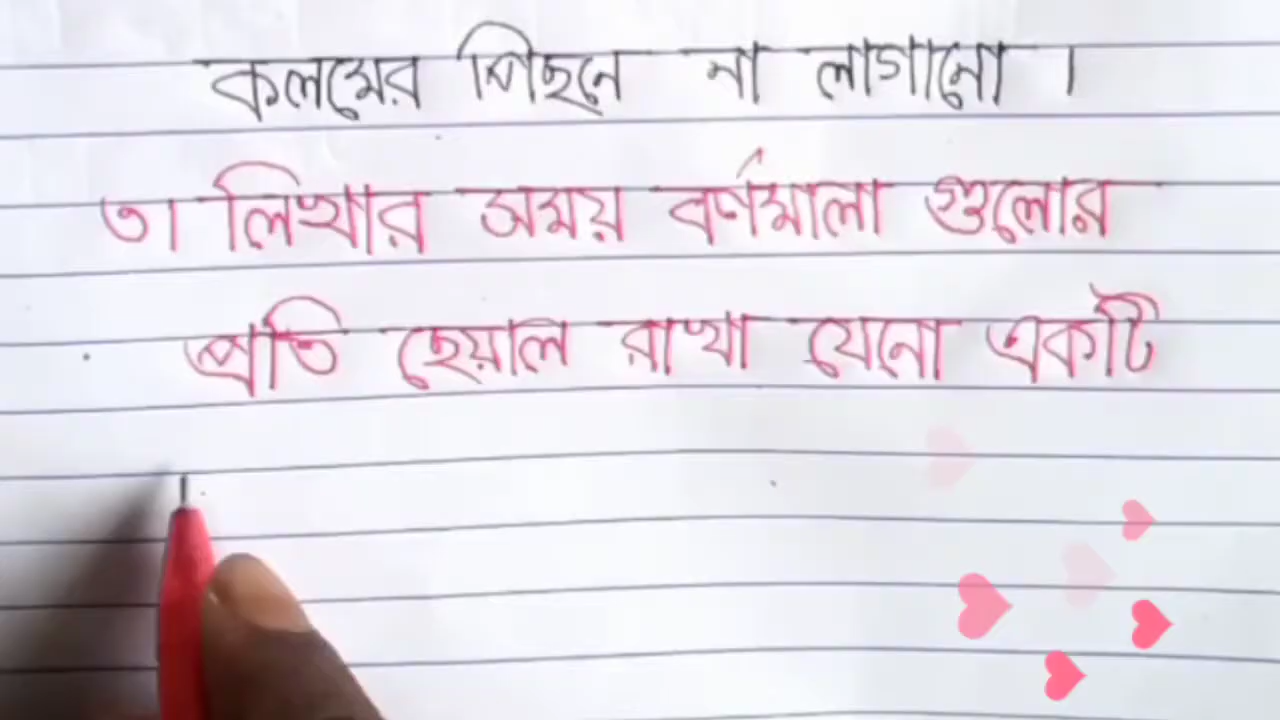 কলমের পিছনে না লাগানো ।
৩। লিখার সময় বর্ণমালা গুলোর
প্রতি হেয়াল রাখা যেনো একটি